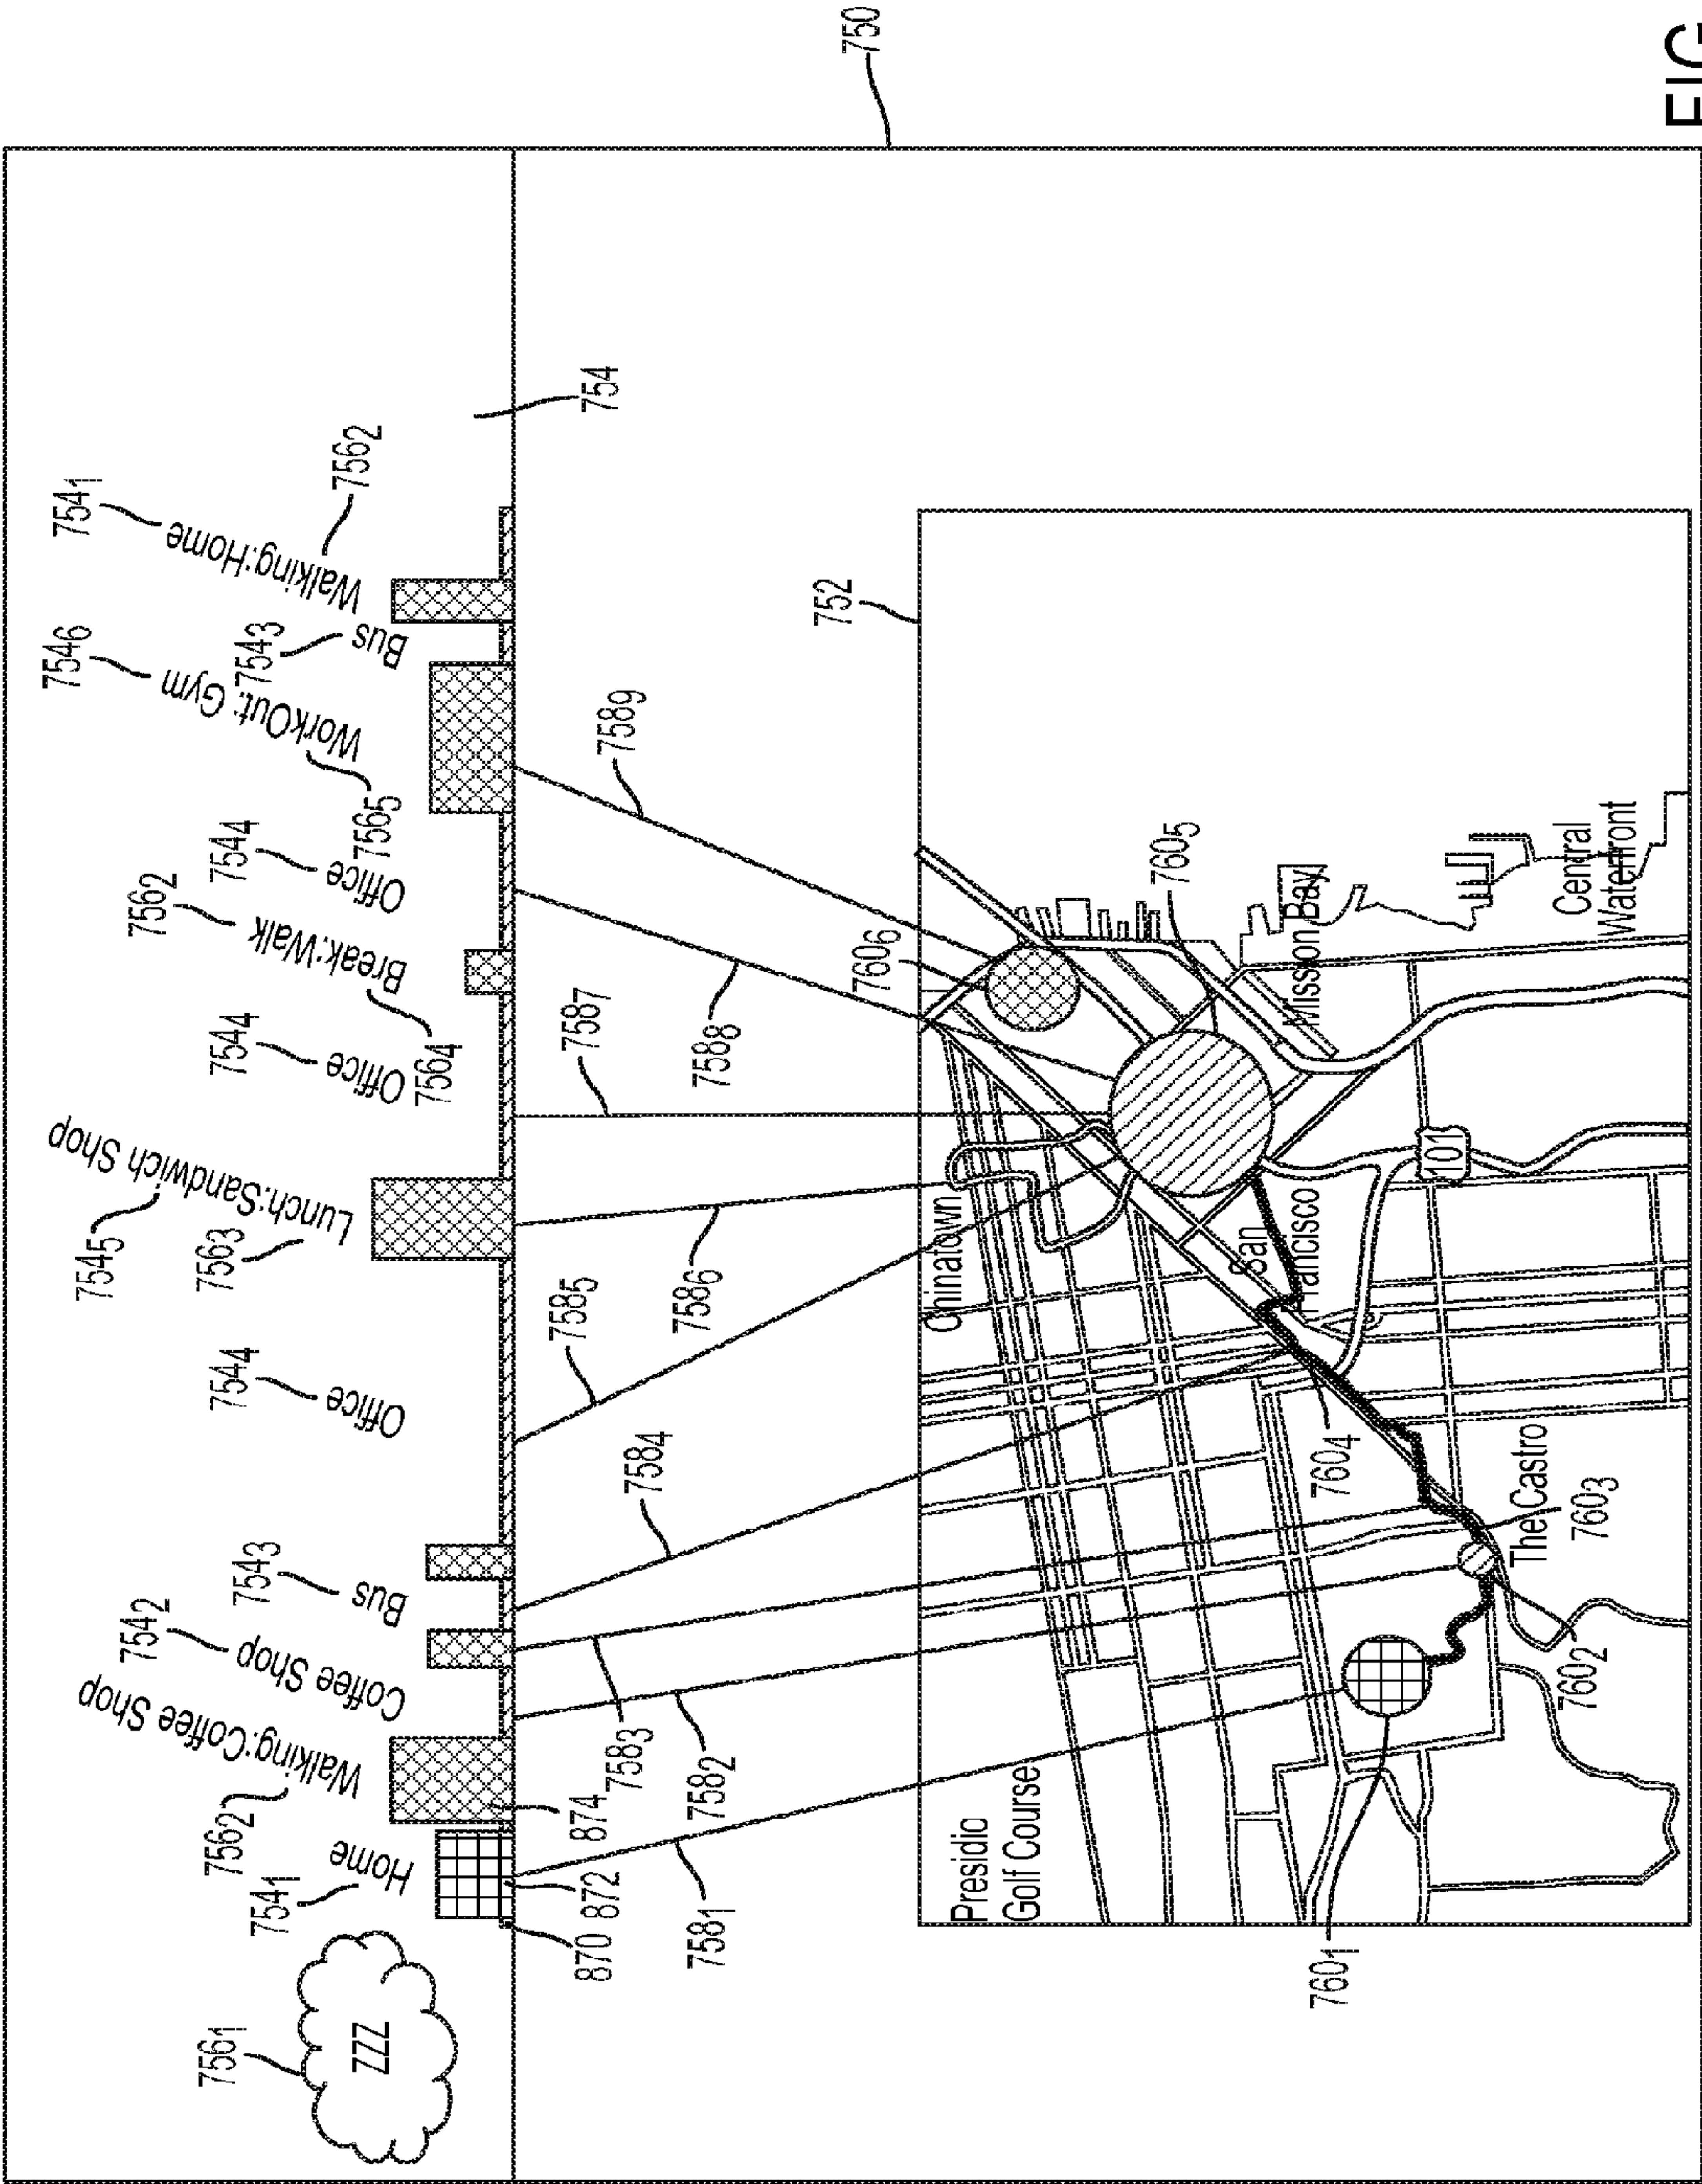 756₁
ZZZ
754₁
Home
756₂
Walking:Coffee Shop
754₂
Coffee Shop
754₃
Bus
754₄
Office
754₅
756₃
Lunch:Sandwich Shop
754₄
Office
756₄
756₂
Break:Walk
754₄
Office
756₅
754₆
WorkOut: Gym
754₃
Bus
754₁
Walking:Home
756₂
754
870
872
874
758₁
758₂
758₃
758₄
758₅
758₆
758₇
758₈
758₉
750
752
Presidio
Golf Course
Chinatown
760₆
760₅
San
Francisco
Mission Bay
101
Central
Waterfront
760₄
The Castro
760₃
760₂
760₁
FIG